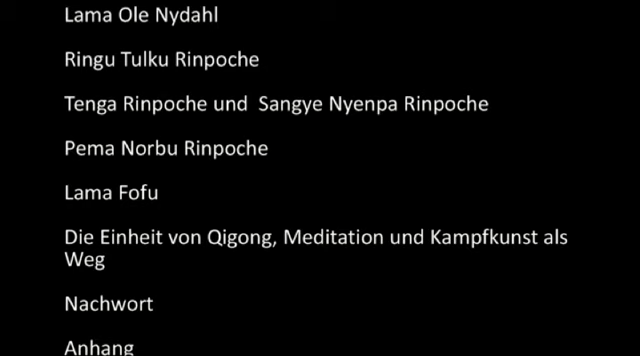 Lama Ole Nydahl
Ringu Tulku Rinpoche
Tenga Rinpoche und  Sangye Nyenpa Rinpoche
Pema Norbu Rinpoche
Lama Fofu
Die Einheit von Qigong, Meditation und Kampfkunst als
Weg
Nachwort
Anhang